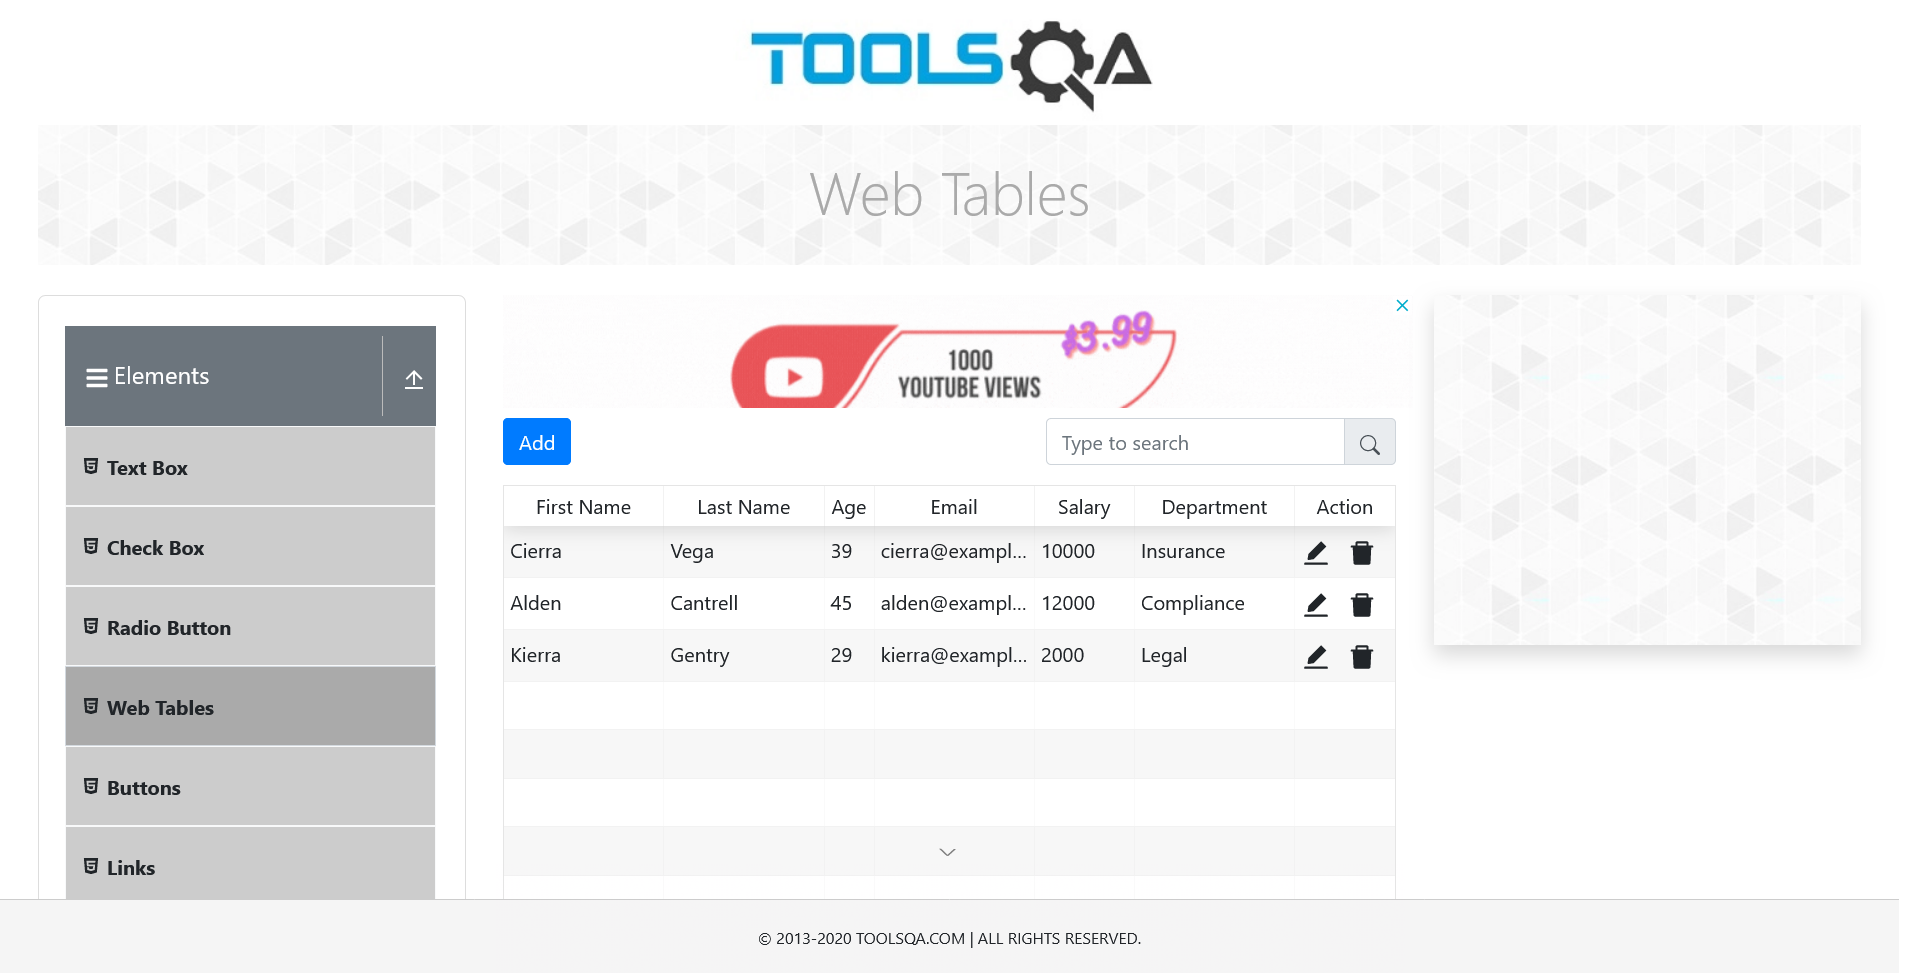 TOOLSQA
Web Tables
Elements
Text Box
Check Box
Radio Button
Web Tables
Buttons
Links
1000
YOUTUBE VIEWS
$3.99
Add
Type to search
First Name Last Name Age Email Salary Department Action
Cierra Vega 39 cierra@exampl... 10000 Insurance
Alden Cantrell 45 alden@exampl... 12000 Compliance
Kierra Gentry 29 kierra@exampl... 2000 Legal
© 2013-2020 TOOLSQA.COM | ALL RIGHTS RESERVED.